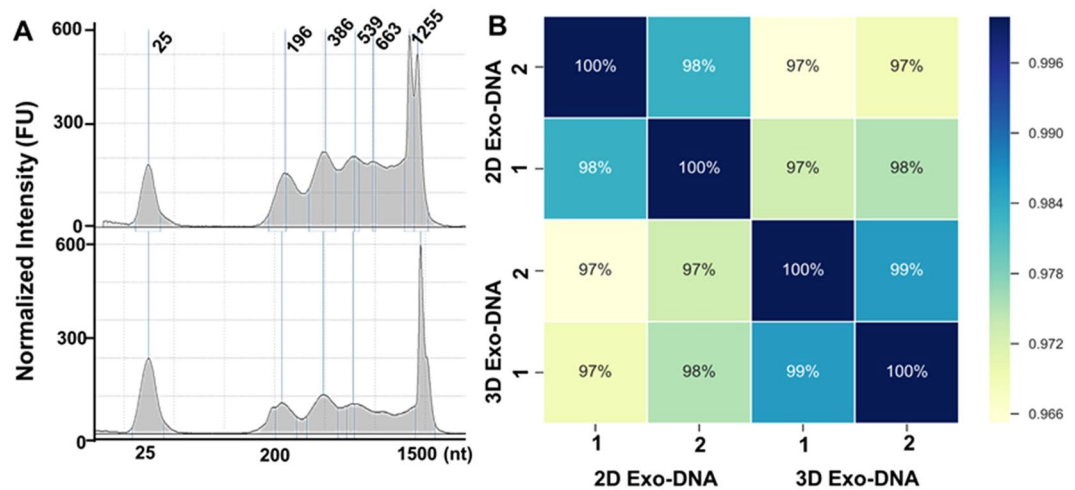 A
Normalized Intensity (FU)
600
300
0
600
300
0
25 196 386 539 663 1255
25 200 1500 (nt)
B
2D Exo-DNA
2
1
3D Exo-DNA
2
1
100% 98% 97% 97%
98% 100% 97% 98%
97% 97% 100% 99%
97% 98% 99% 100%
1 2 1 2
2D Exo-DNA 3D Exo-DNA
0.996
0.990
0.984
0.978
0.972
0.966